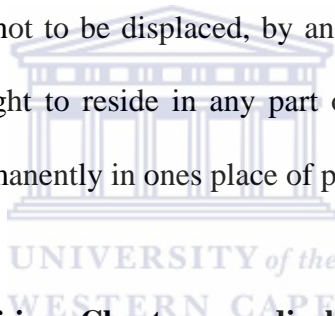 not to be displaced, by an
ght to reside in any part o
manently in ones place of p
UNIVERSITY of the
WESTERN CAPE